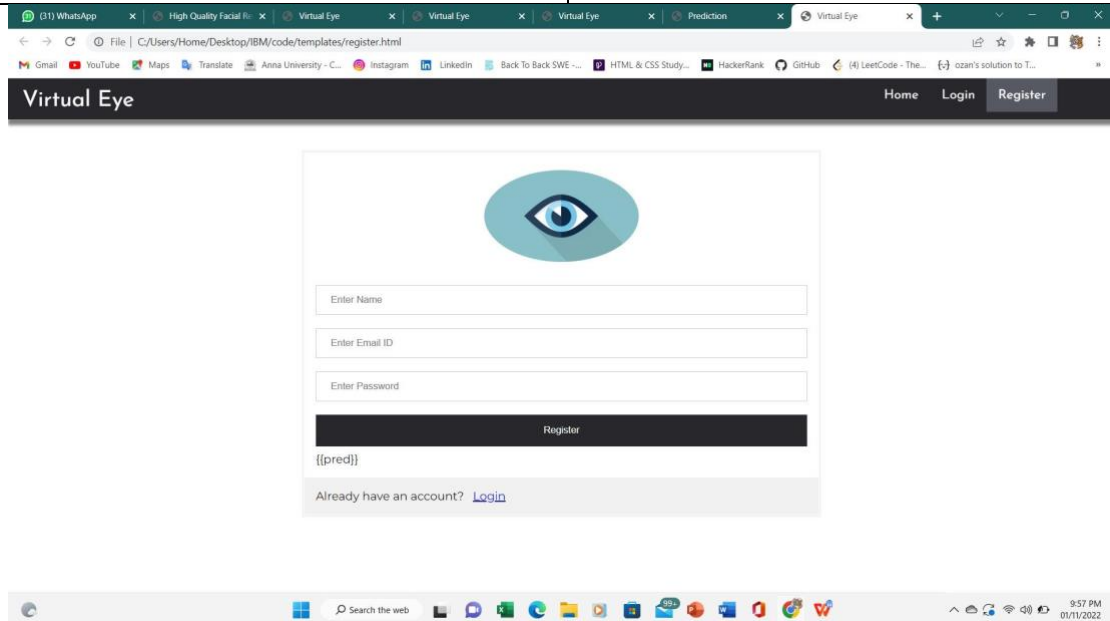 (31) WhatsApp
High Quality Facial Re
Virtual Eye
Virtual Eye
Virtual Eye
Prediction
Virtual Eye
File | C:/Users/Home/Desktop/IBM/code/templates/register.html
Gmail YouTube Maps Translate Anna University - C... Instagram LinkedIn Back To Back SWE -... HTML & CSS Study... HackerRank GitHub (4) LeetCode - The... {-} ozan's solution to T... »
Virtual Eye
Home Login Register
Enter Name
Enter Email ID
Enter Password
Register
{{pred}}
Already have an account? Login
Search the web
99+
9:57 PM
01/11/2022